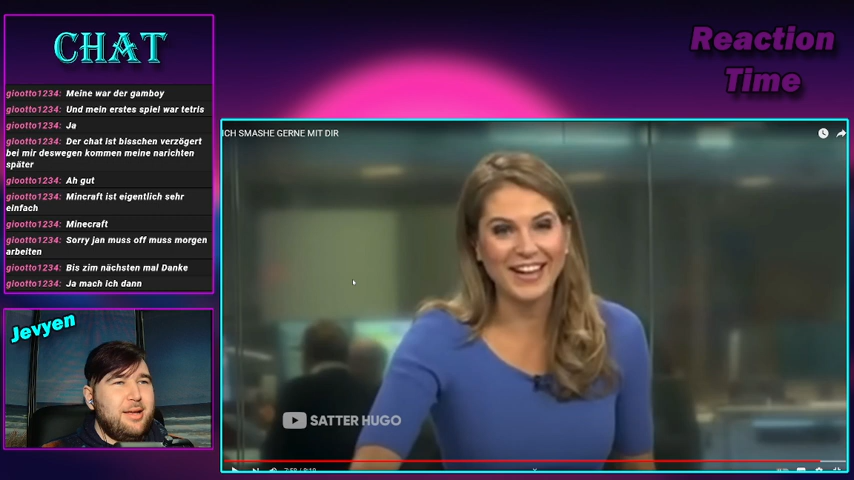 CHAT
Reaction
Time
giootto1234: Meine war der gamboy
giootto1234: Und mein erstes spiel war tetris
giootto1234: Ja
giootto1234: Der chat ist bisschen verzögert
bei mir deswegen kommen meine narichten
später
giootto1234: Ah gut
giootto1234: Mincraft ist eigentlich sehr
einfach
giootto1234: Minecraft
giootto1234: Sorry jan muss off muss morgen
arbeiten
giootto1234: Bis zim nächsten mal Danke
giootto1234: Ja mach ich dann
ICH SMASHE GERNE MIT DIR
Jevyen
SATTER HUGO